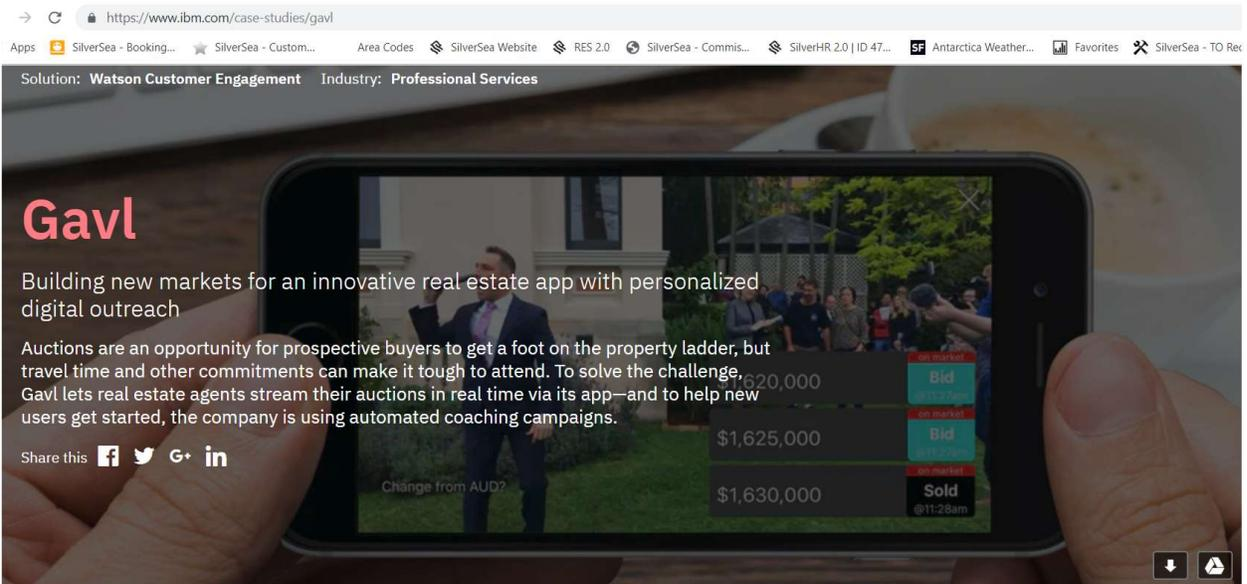 https://www.ibm.com/case-studies/gavl
Apps SilverSea - Booking... SilverSea - Custom... Area Codes SilverSea Website RES 2.0 SilverSea - Commis... SilverHR 2.0 | ID 47... SF Antarctica Weather... Favorites SilverSea - TO Rec
Solution: Watson Customer Engagement Industry: Professional Services
Gavl
Building new markets for an innovative real estate app with personalized
digital outreach
Auctions are an opportunity for prospective buyers to get a foot on the property ladder, but
travel time and other commitments can make it tough to attend. To solve the challenge,
Gavl lets real estate agents stream their auctions in real time via its app—and to help new
users get started, the company is using automated coaching campaigns.
Share this G+ in
on market
$1,620,000 Bid
on market
$1,625,000 Bid
on market
$1,630,000 Sold
@11:28am
Change from AUD?